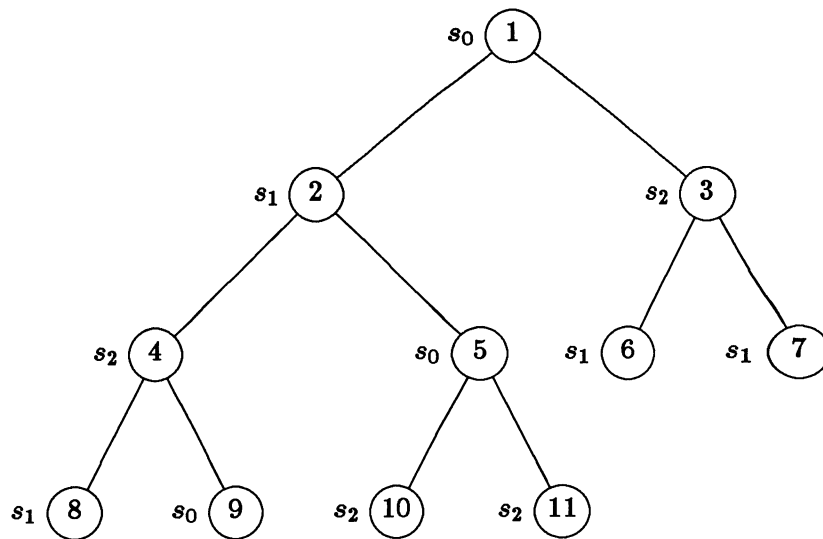 s₀ 1
s₁ 2 s₂ 3
s₂ 4 s₀ 5 s₁ 6 s₁ 7
s₁ 8 s₀ 9 s₂ 10 s₂ 11